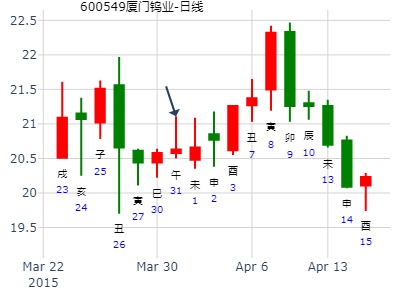 600549厦门钨业-日线
22.5
22
21.5
21
20.5
20
19.5
戌
23
亥
24
子
25
丑
26
寅
27
巳
30
午
31
未
1
申
2
酉
3
丑
7
寅
8
卯
9
辰
10
未
13
申
14
酉
15
Mar 22
2015
Mar 30
Apr 6
Apr 13